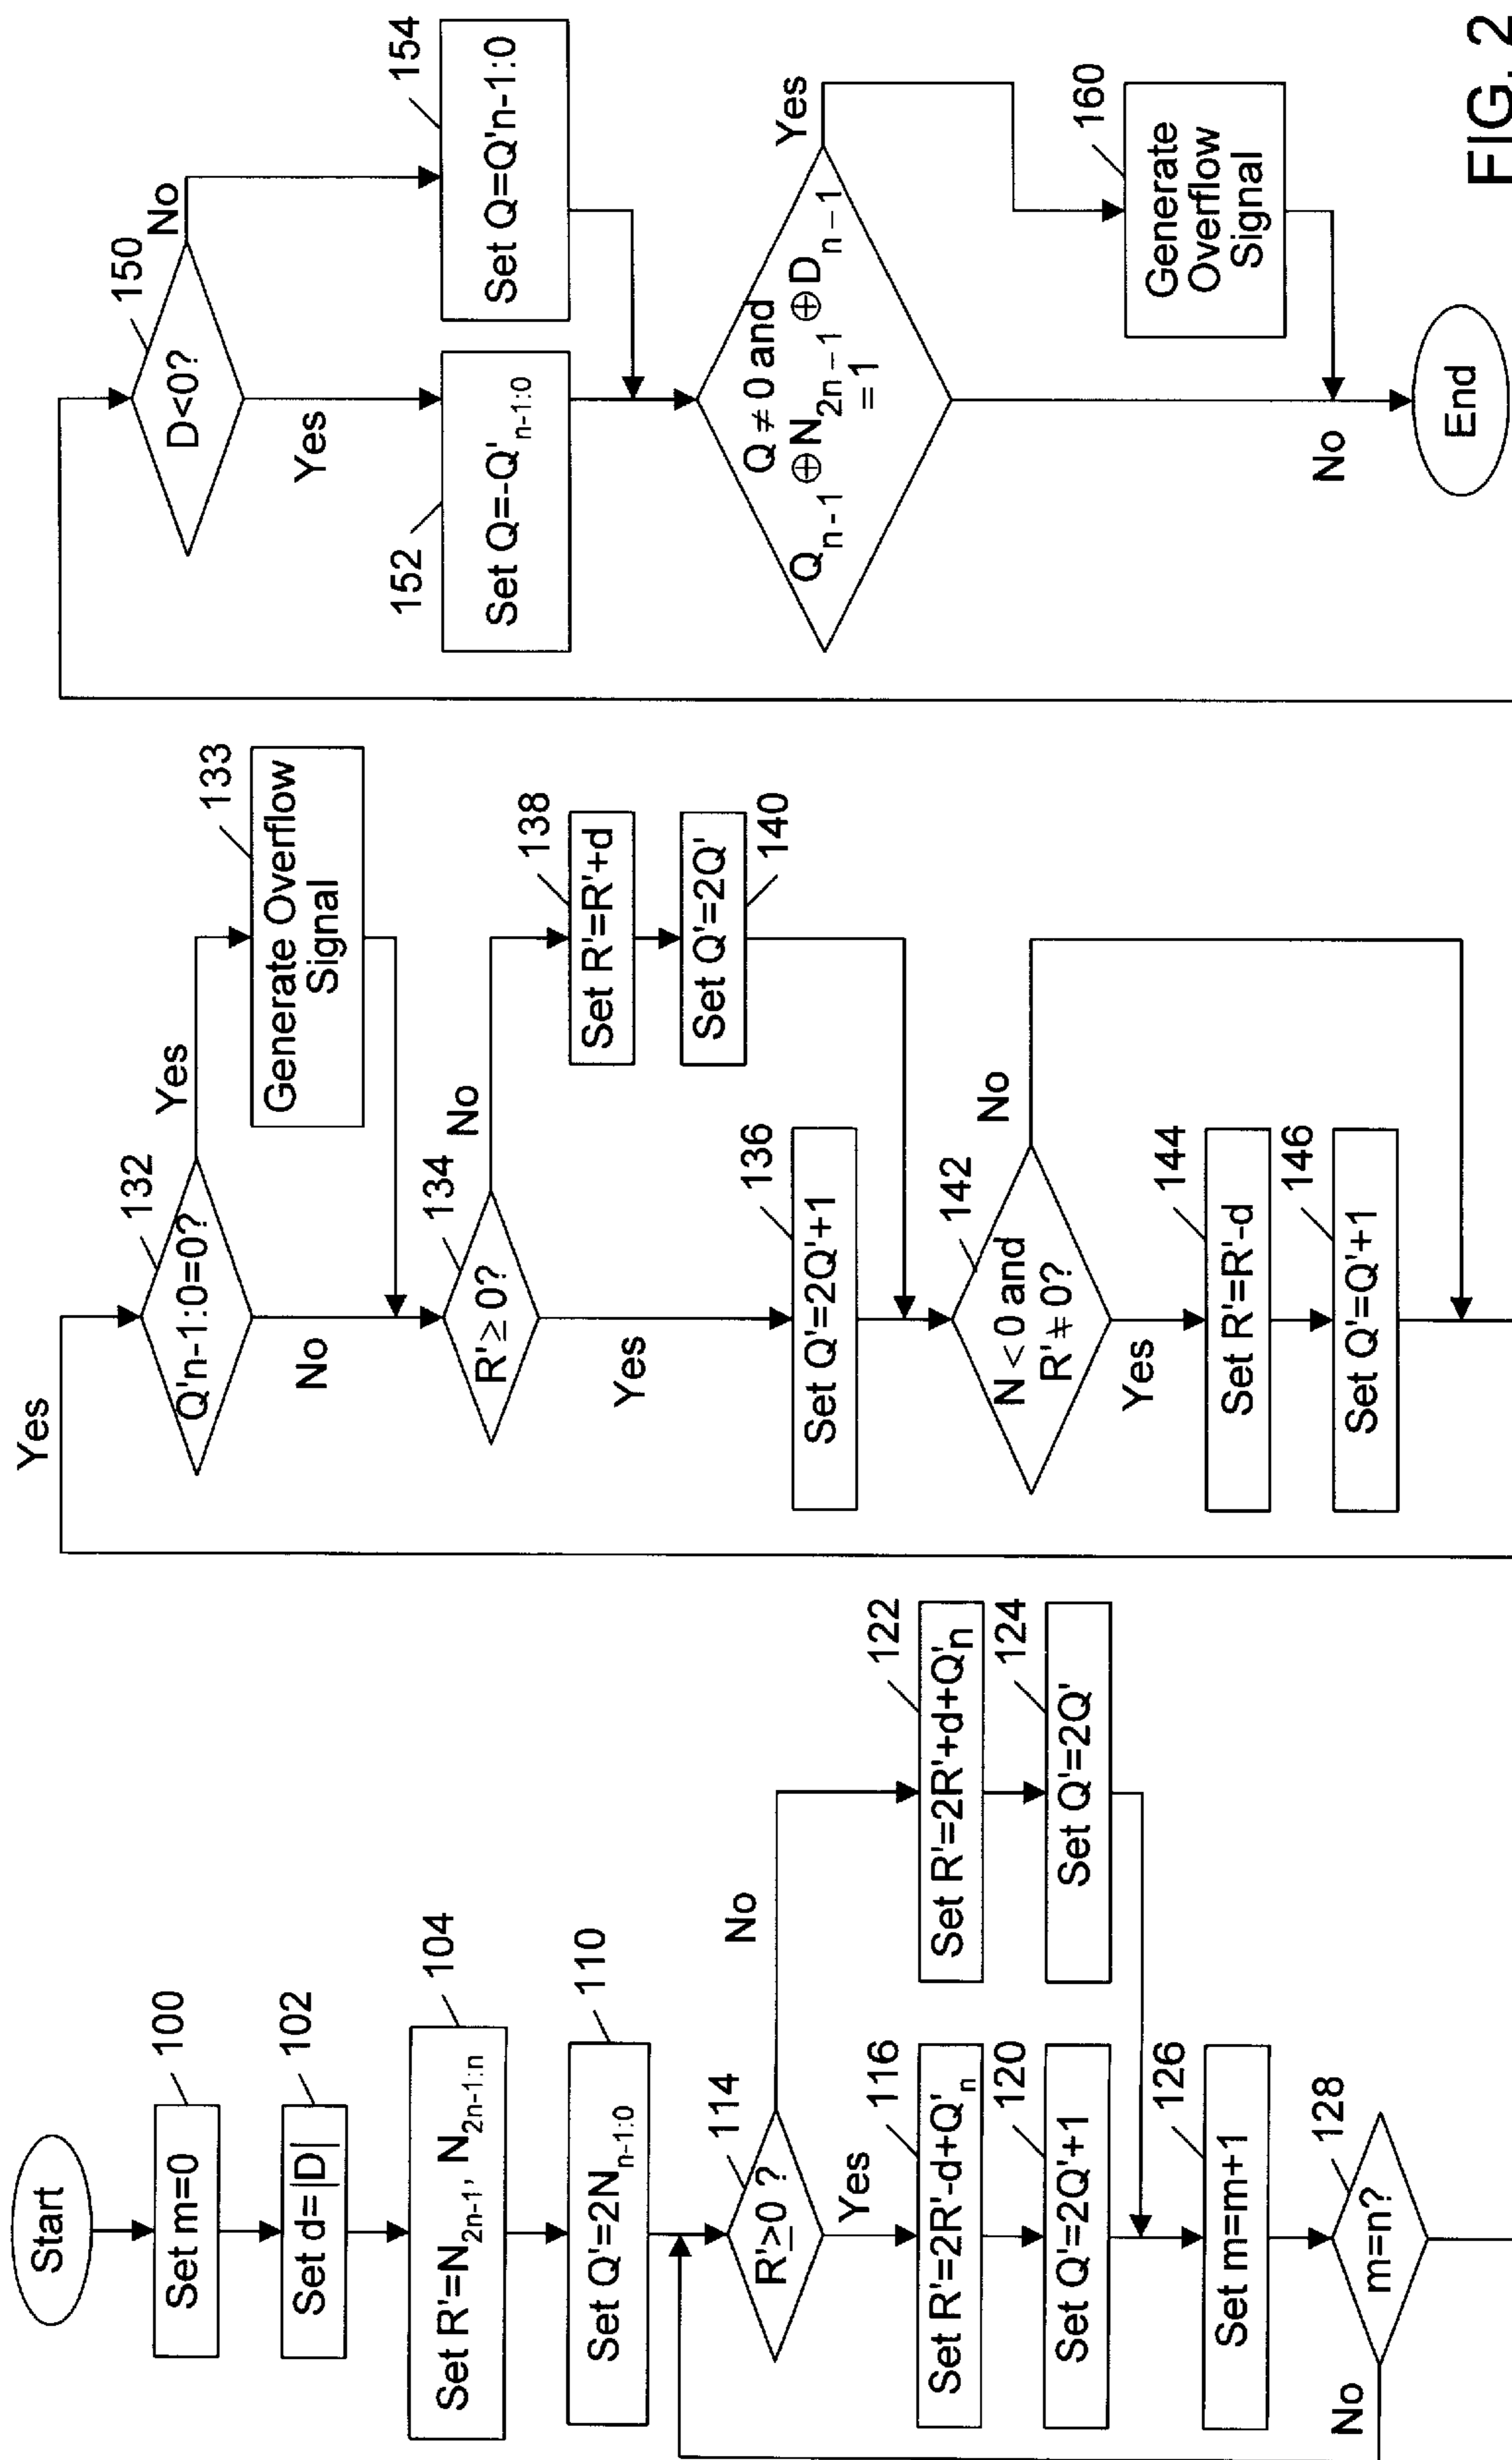 Start
100
Set m=0
102
Set d=|D|
104
Set R'=N2n-1, N2n-1:n
110
Set Q'=2Nn-1:0
114
R'≥0 ?
No
Yes
116
Set R'=2R'-d+Q'n
120
Set Q'=2Q'+1
122
Set R'=2R'+d+Q'n
124
Set Q'=2Q'
126
Set m=m+1
128
m=n?
No
Yes
132
Q'n-1:0=0?
Yes
No
133
Generate Overflow
Signal
134
R'≥0?
No
Yes
136
Set Q'=2Q'+1
138
Set R'=R'+d
140
Set Q'=2Q'
142
N<0 and
R'≠0?
No
Yes
144
Set R'=R'-d
146
Set Q'=Q'+1
150
D<0?
No
Yes
152
Set Q=-Q'n-1:0
154
Set Q=Q'n-1:0
Q≠0 and
Qn-1⊕N2n-1⊕Dn-1
=1
Yes
No
160
Generate
Overflow
Signal
End
FIG. 2